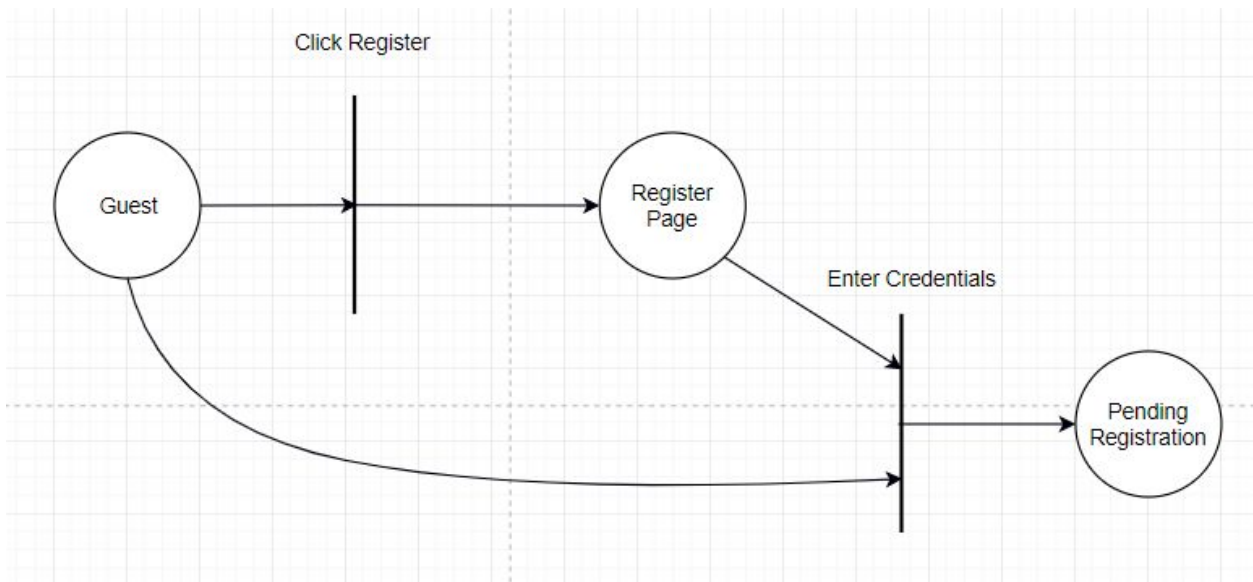 Click Register
Guest
Register
Page
Enter Credentials
Pending
Registration